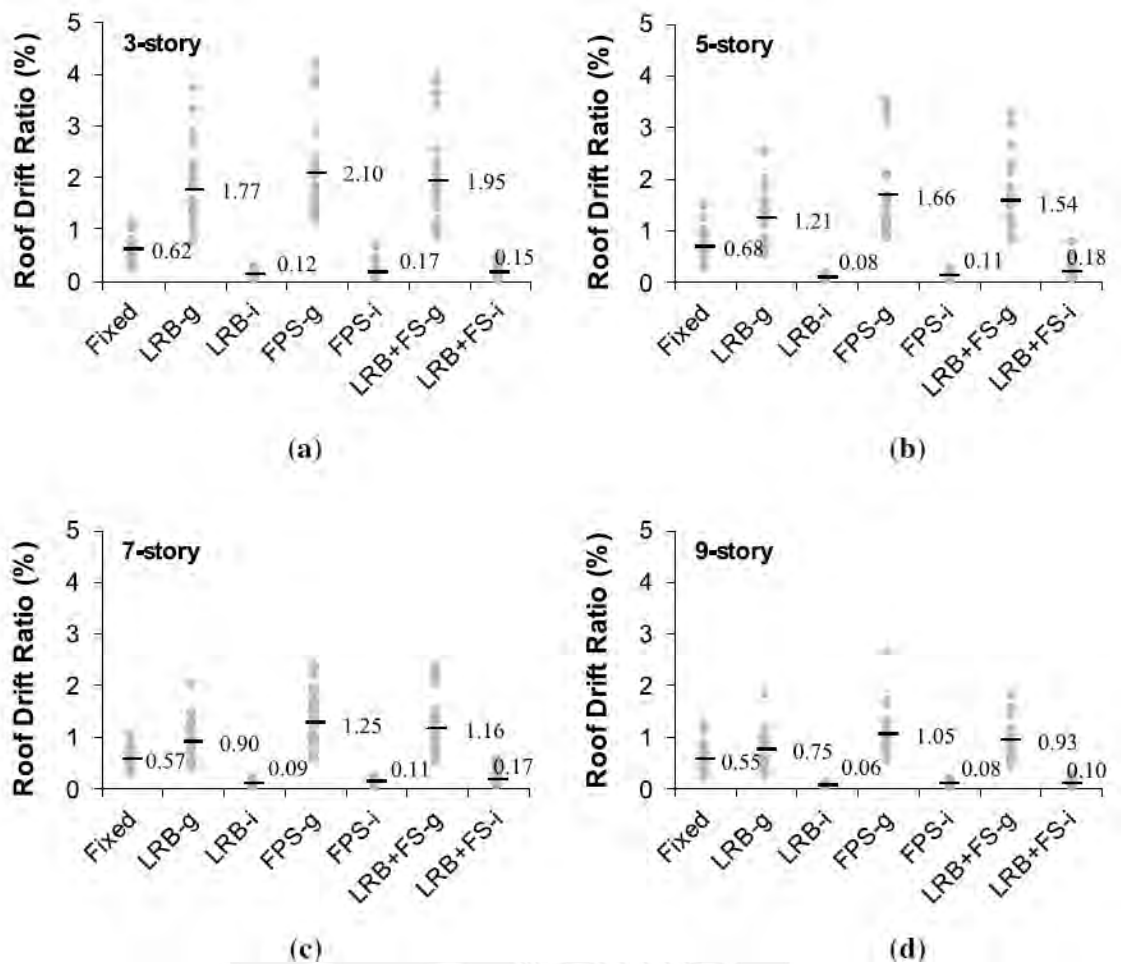 Roof Drift Ratio (%)
5
4
3
2
1
0
3-story
0.62
1.77
0.12
2.10
0.17
1.95
0.15
Fixed
LRB-g
LRB-i
FPS-g
FPS-i
LRB+FS-g
LRB+FS-i
(a)
Roof Drift Ratio (%)
5
4
3
2
1
0
5-story
0.68
1.21
0.08
1.66
0.11
1.54
0.18
Fixed
LRB-g
LRB-i
FPS-g
FPS-i
LRB+FS-g
LRB+FS-i
(b)
Roof Drift Ratio (%)
5
4
3
2
1
0
7-story
0.57
0.90
0.09
1.25
0.11
1.16
0.17
Fixed
LRB-g
LRB-i
FPS-g
FPS-i
LRB+FS-g
LRB+FS-i
(c)
Roof Drift Ratio (%)
5
4
3
2
1
0
9-story
0.55
0.75
0.06
1.05
0.08
0.93
0.10
Fixed
LRB-g
LRB-i
FPS-g
FPS-i
LRB+FS-g
LRB+FS-i
(d)